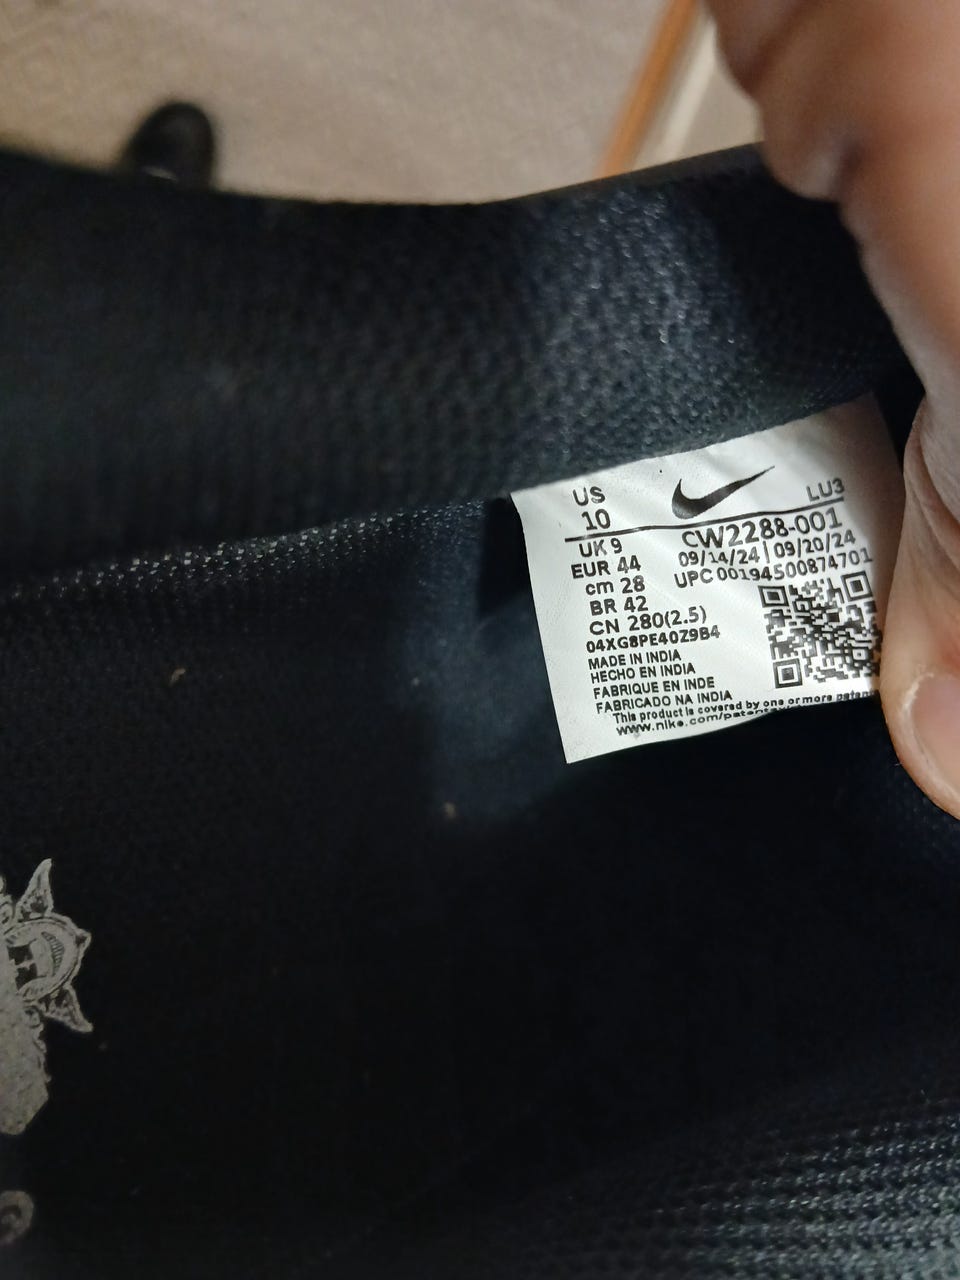 US
10
LU3
UK 9
EUR 44
cm 28
BR 42
CN 280(2.5)
CW2288-001
09/14/24 | 09/20/24
UPC 00194500874701
04XG8PE40Z9B4
MADE IN INDIA
HECHO EN INDIA
FABRIQUE EN INDE
FABRICADO NA INDIA
This product is covered by one or more
www.nike.com/patents